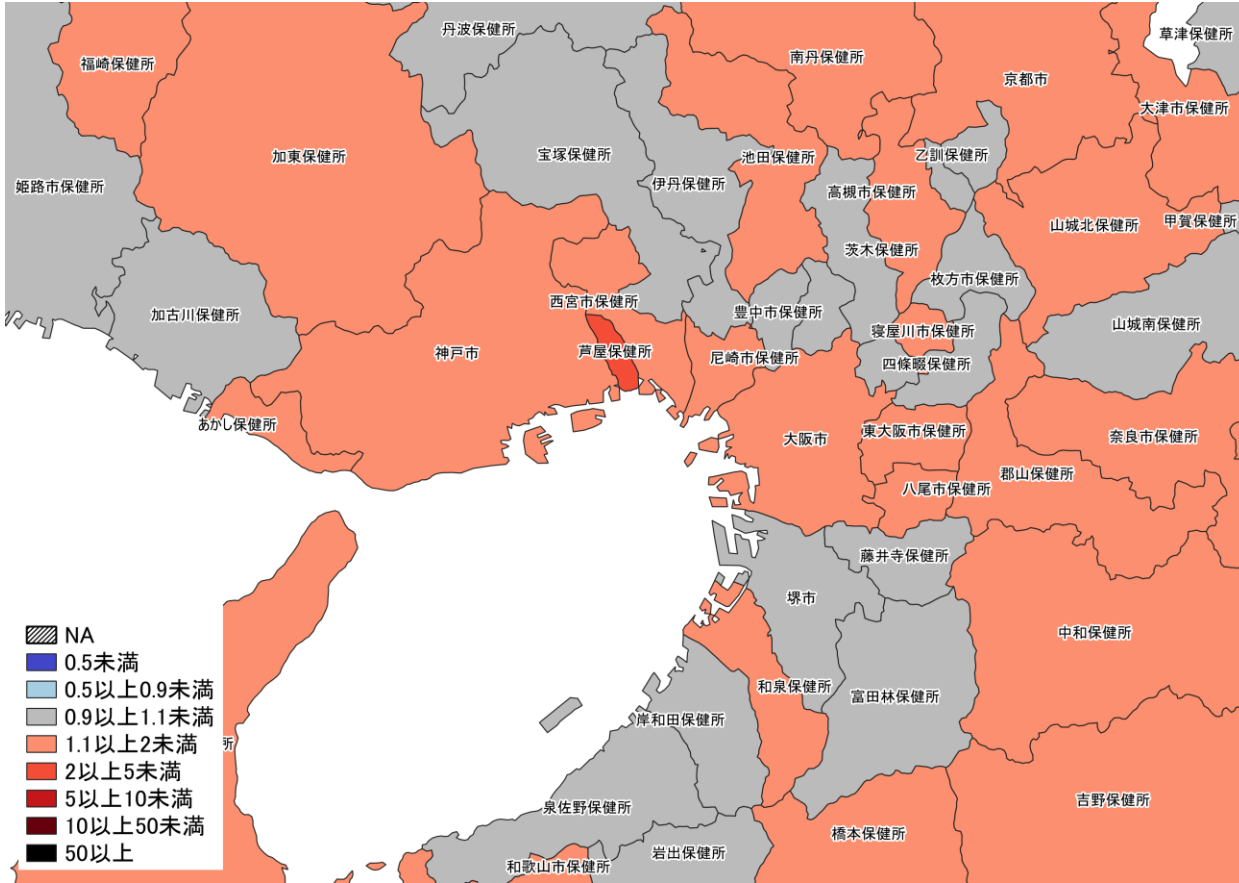 丹波保健所
草津保健所
福崎保健所
南丹保健所
京都市
大津市保健所
加東保健所
宝塚保健所
池田保健所
乙訓保健所
姫路市保健所
伊丹保健所
高槻市保健所
山城北保健所
甲賀保健所
茨木保健所
枚方市保健所
西宮市保健所
加古川保健所
豊中市保健所
寝屋川市保健所
山城南保健所
神戸市
芦屋保健所
尼崎市保健所
四條畷保健所
あかし保健所
大阪市
東大阪市保健所
奈良市保健所
郡山保健所
八尾市保健所
藤井寺保健所
堺市
中和保健所
和泉保健所
富田林保健所
岸和田保健所
所
泉佐野保健所
吉野保健所
橋本保健所
岩出保健所
和歌山市保健所
NA
0.5未満
0.5以上0.9未満
0.9以上1.1未満
1.1以上2未満
2以上5未満
5以上10未満
10以上50未満
50以上